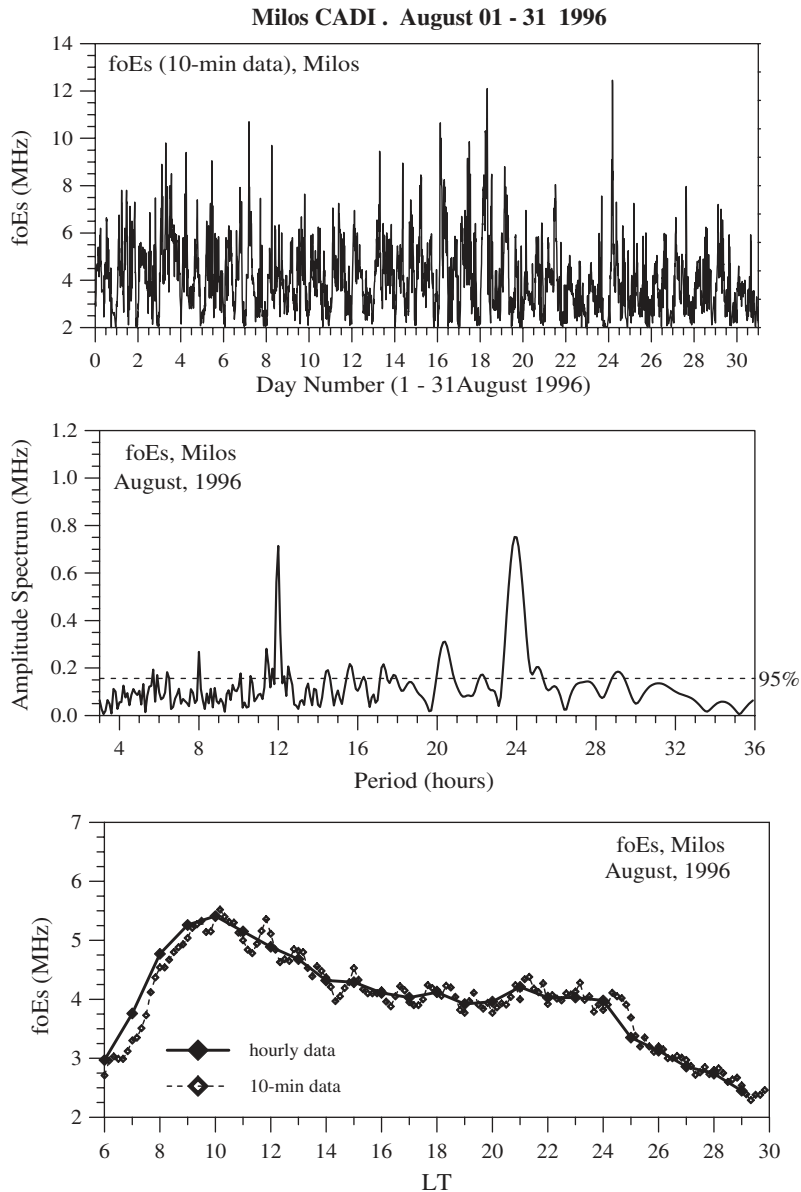 Milos CADI . August 01 - 31 1996
foEs (10-min data), Milos
foEs (MHz)
14
12
10
8
6
4
2
0 2 4 6 8 10 12 14 16 18 20 22 24 26 28 30
Day Number (1 - 31August 1996)
foEs, Milos
August, 1996
Amplitude Spectrum (MHz)
1.2
1.0
0.8
0.6
0.4
0.2
0.0
95%
4 8 12 16 20 24 28 32 36
Period (hours)
foEs, Milos
August, 1996
foEs (MHz)
7
6
5
4
3
2
hourly data
10-min data
6 8 10 12 14 16 18 20 22 24 26 28 30
LT